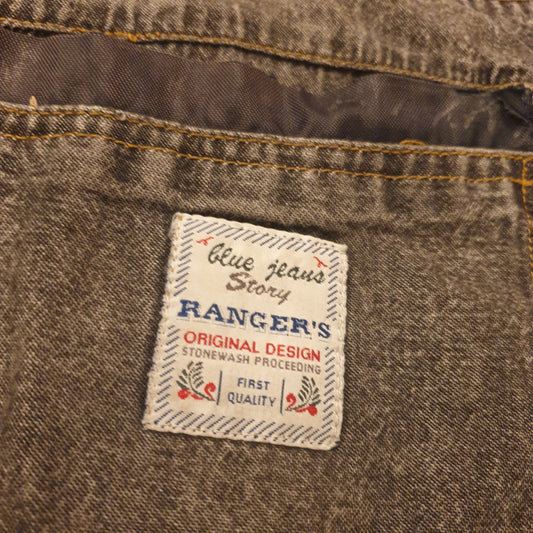 blue jeans
Story
RANGER'S
ORIGINAL DESIGN
STONEWASH PROCEEDING
FIRST
QUALITY